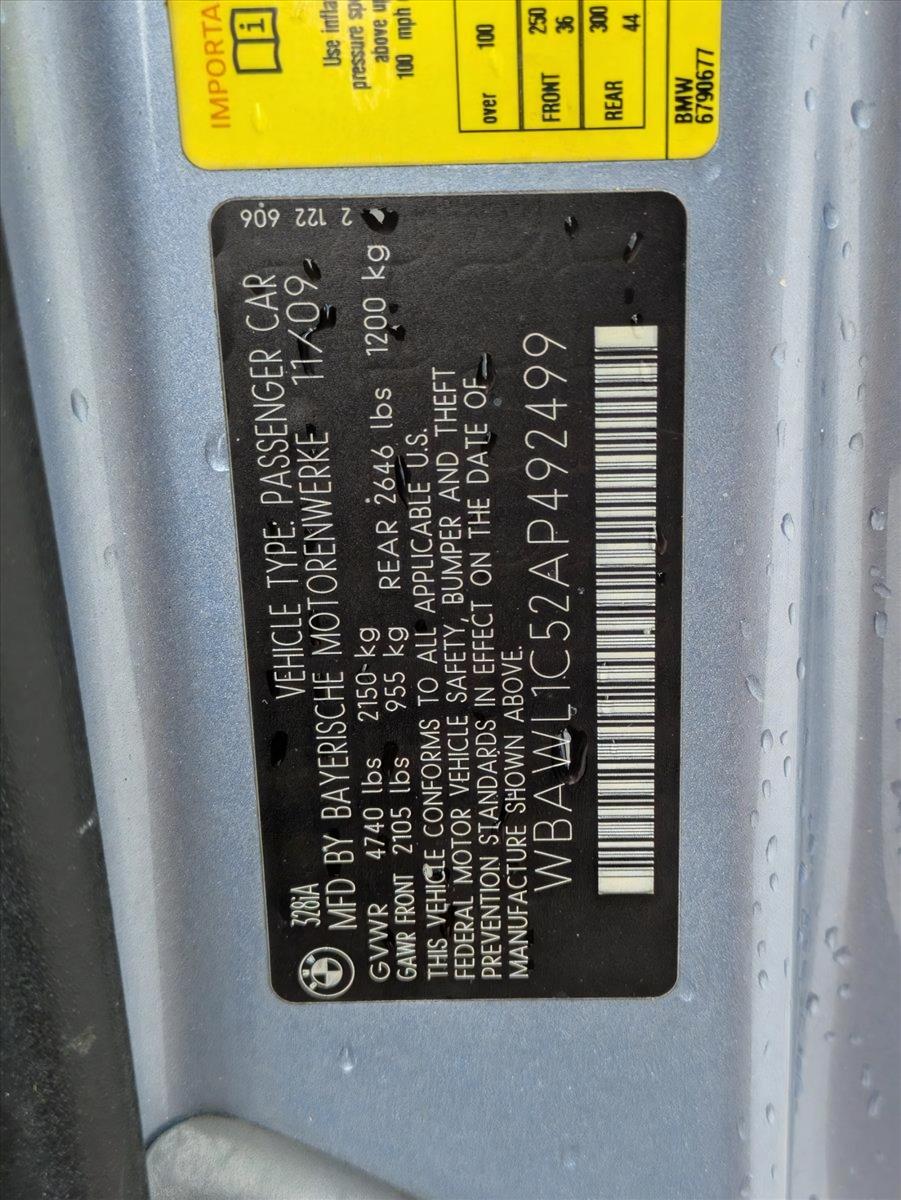 IMPORTA
i
Use infla
pressure sp
above up
100 mph
over 100
FRONT 250 36
REAR 300 44
BMW
6790677
2 122 606
328iA VEHICLE TYPE: PASSENGER CAR
MFD BY BAYERISCHE MOTORENWERKE 11/09
GVWR 4740 lbs 2150 kg
GAWR FRONT 2105 lbs 955 kg REAR 2646 lbs 1200 kg
THIS VEHICLE CONFORMS TO ALL APPLICABLE U.S.
FEDERAL MOTOR VEHICLE SAFETY, BUMPER AND THEFT
PREVENTION STANDARDS IN EFFECT ON THE DATE OF
MANUFACTURE SHOWN ABOVE.
WBAWL1C52AP492499